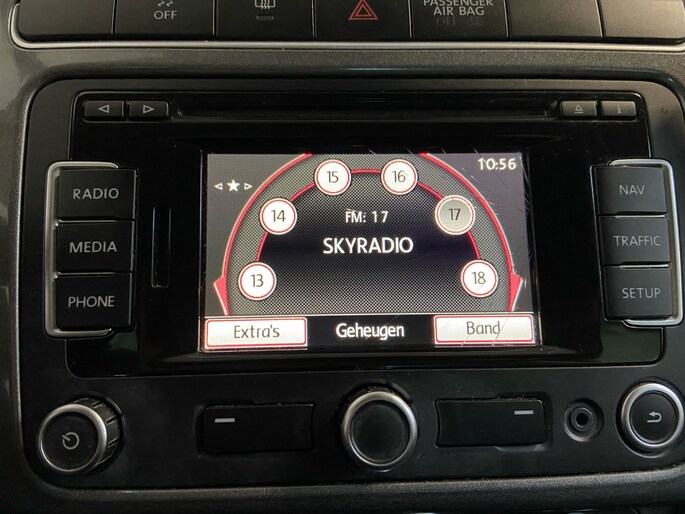 OFF
PASSENGER
AIR BAG
OFF
i
RADIO
MEDIA
PHONE
NAV
TRAFFIC
SETUP
10:56
15
16
14
FM: 17
17
SKYRADIO
13
18
Extra's
Geheugen
Band